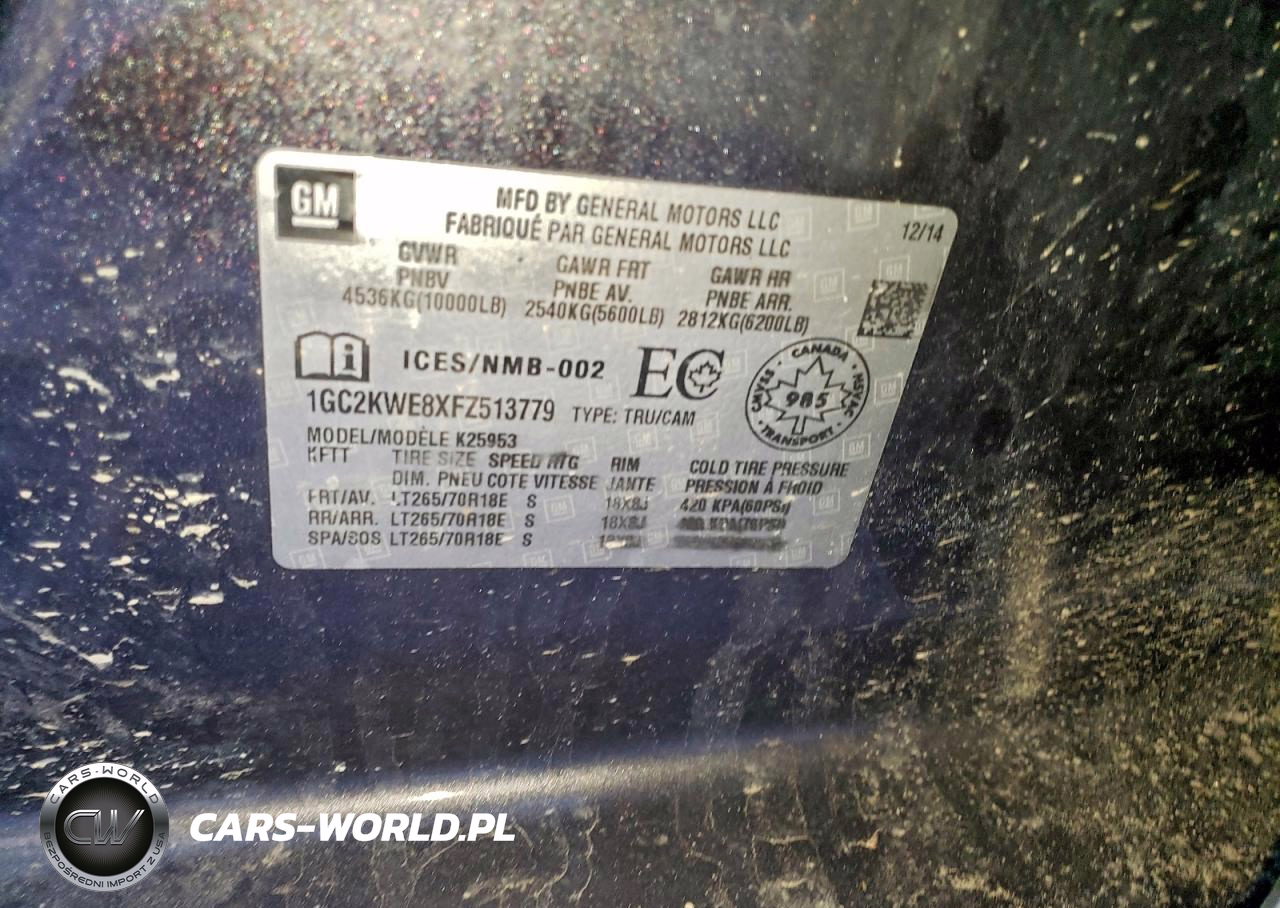 GM
MFD BY GENERAL MOTORS LLC
FABRIQUÉ PAR GENERAL MOTORS LLC
12/14
GVWR GAWR FRT GAWR RR
PNBV PNBE AV. PNBE ARR.
4536KG(10000LB) 2540KG(5600LB) 2812KG(6200LB)
i ICES/NMB-002 EC
CANADA
985
TRANSPORT
1GC2KWE8XFZ513779 TYPE: TRU/CAM
MODEL/MODÈLE K25953
TIRE SIZE SPEED RTG RIM COLD TIRE PRESSURE
DIM. PNEU COTE VITESSE JANTE PRESSION À FROID
FRT/AV. LT265/70R18E S 18X8J 420 KPA(60PSI)
RR/ARR. LT265/70R18E S 18X8J
SPA/SOS LT265/70R18E S
CARS-WORLD
CW
BEZPOŚREDNI IMPORT Z USA
CARS-WORLD.PL